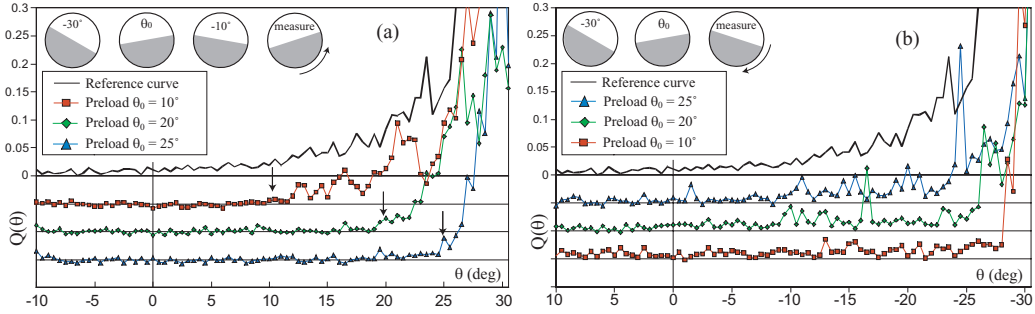 -30°
θ0
-10°
measure
(a)
Reference curve
Preload θ0 = 10°
Preload θ0 = 20°
Preload θ0 = 25°
0.3
0.25
0.2
0.15
0.1
0.05
0
Q(θ)
θ (deg)
-10
-5
0
5
10
15
20
25
30
-30°
θ0
measure
(b)
Reference curve
Preload θ0 = 25°
Preload θ0 = 20°
Preload θ0 = 10°
0.3
0.25
0.2
0.15
0.1
0.05
0
Q(θ)
θ (deg)
10
5
0
-5
-10
-15
-20
-25
-30